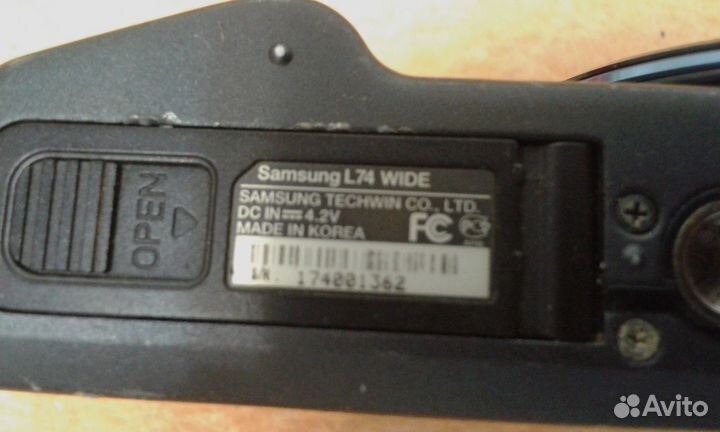 OPEN
Samsung L74 WIDE
SAMSUNG TECHWIN CO., LTD.
DC IN 4.2V
MADE IN KOREA
FC
174001362
Avito